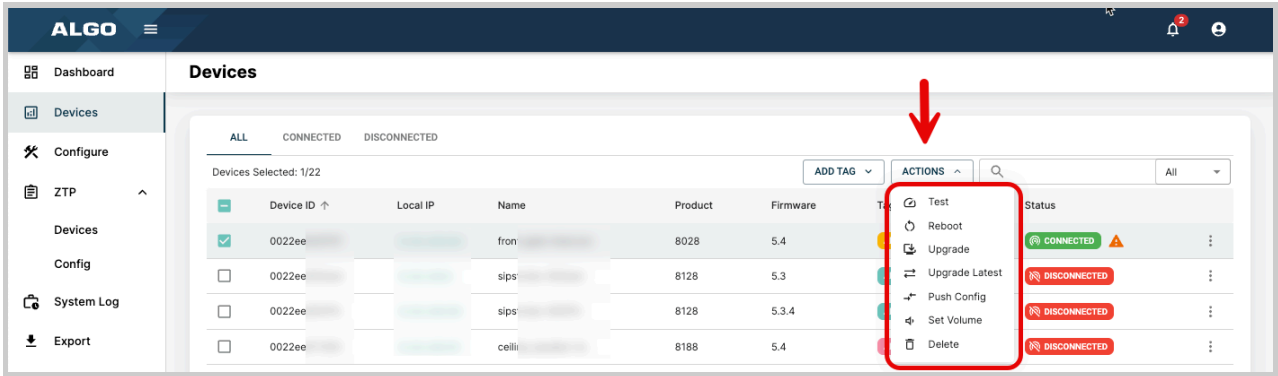 ALGO
2
Dashboard
Devices
Configure
ZTP
Devices
Config
System Log
Export
Devices
ALL CONNECTED DISCONNECTED
Devices Selected: 1/22
ADD TAG ACTIONS All
Device ID Local IP Name Product Firmware Status
0022ee 8028 5.4 CONNECTED
0022ee 8128 5.3 DISCONNECTED
0022ee 8128 5.3.4 DISCONNECTED
0022ee 8188 5.4 DISCONNECTED
Test
Reboot
Upgrade
Upgrade Latest
Push Config
Set Volume
Delete